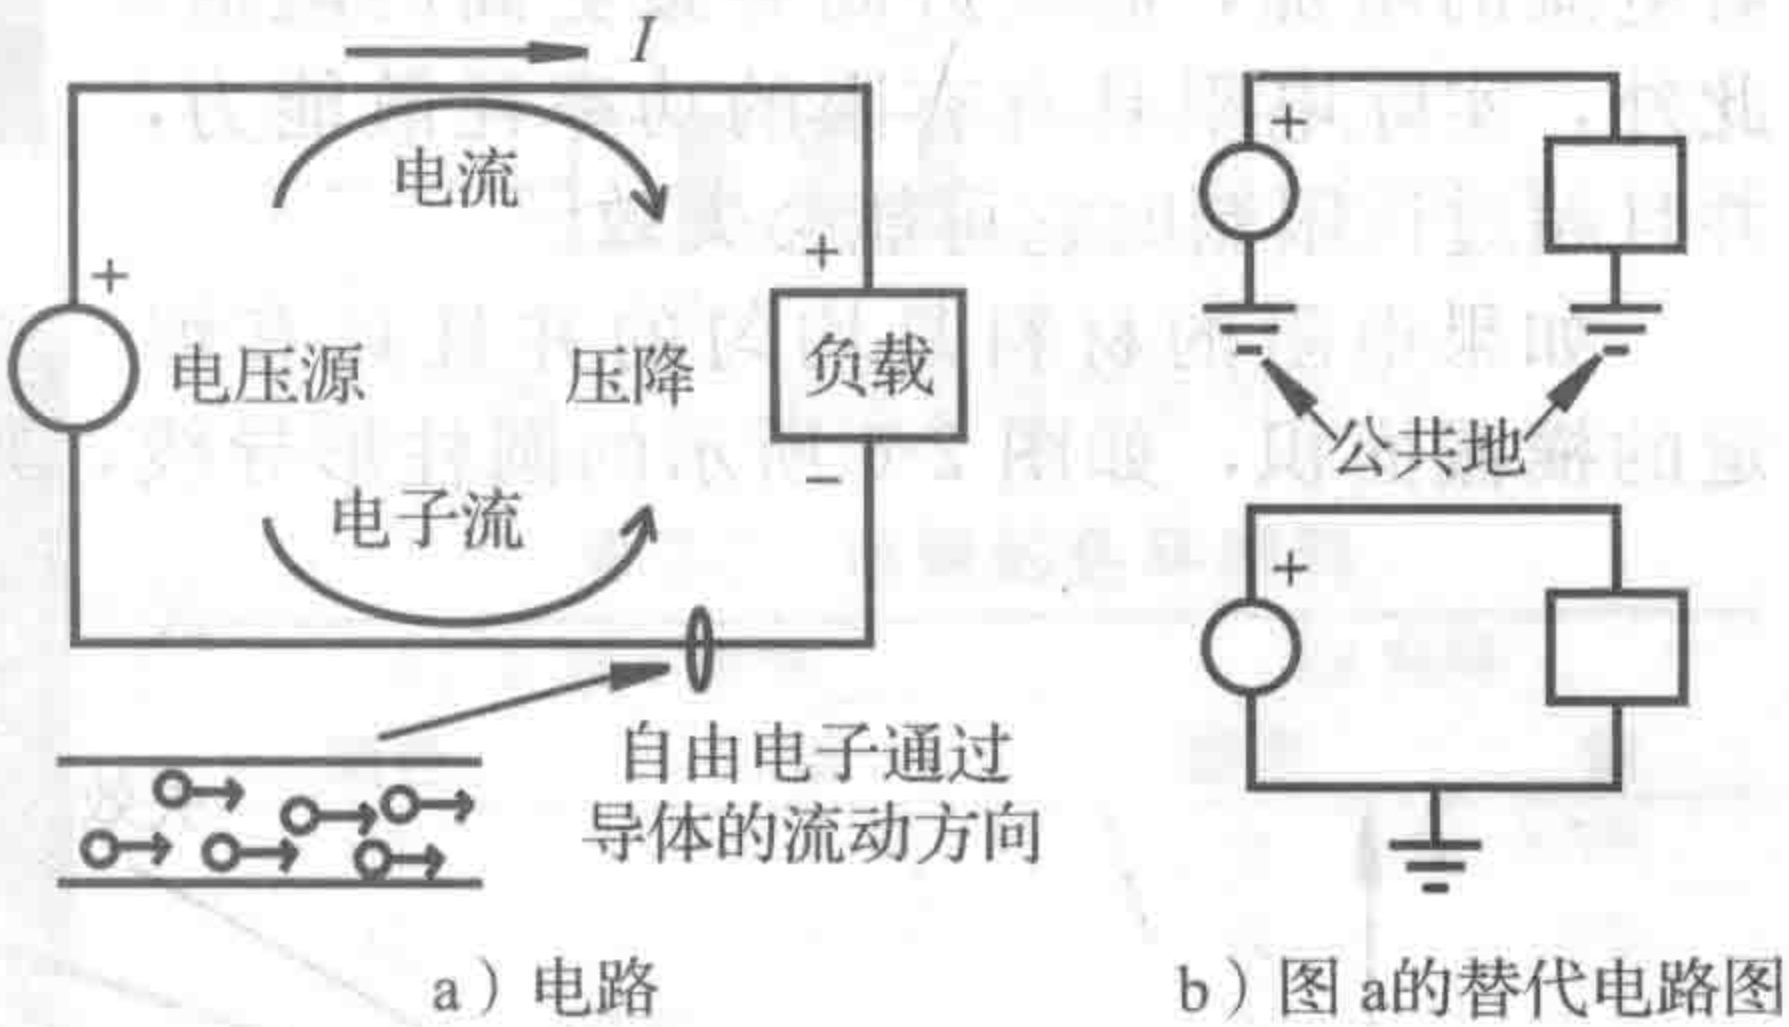 I
电流
+
+
电压源
压降
负载
−
电子流
自由电子通过
导体的流动方向
a）电路
+
公共地
+
b）图 a的替代电路图